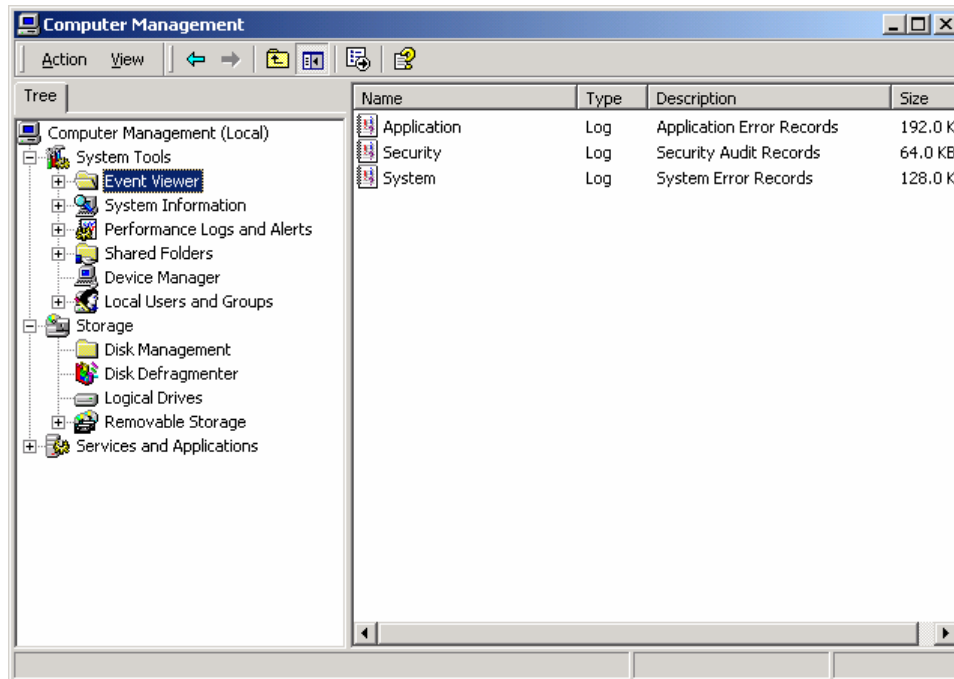 Computer Management
Action View
Tree
Name Type Description Size
Computer Management (Local)
System Tools
Event Viewer
System Information
Performance Logs and Alerts
Shared Folders
Device Manager
Local Users and Groups
Storage
Disk Management
Disk Defragmenter
Logical Drives
Removable Storage
Services and Applications
Application Log Application Error Records 192.0 K
Security Log Security Audit Records 64.0 KB
System Log System Error Records 128.0 K